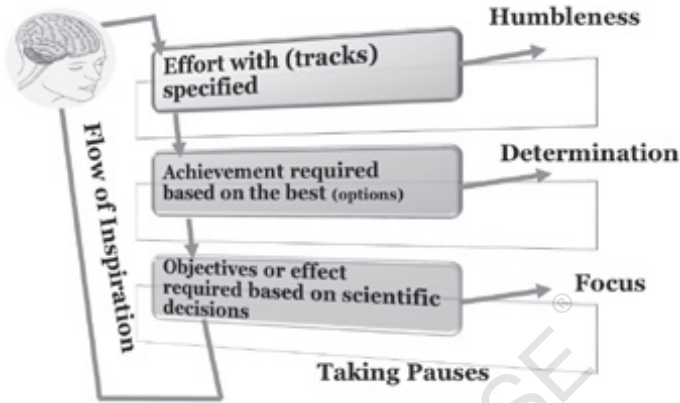 Humbleness
Effort with (tracks)
specified
Determination
Achievement required
based on the best (options)
Flow of Inspiration
Objectives or effect
required based on scientific
decisions
Focus
Taking Pauses
SE®